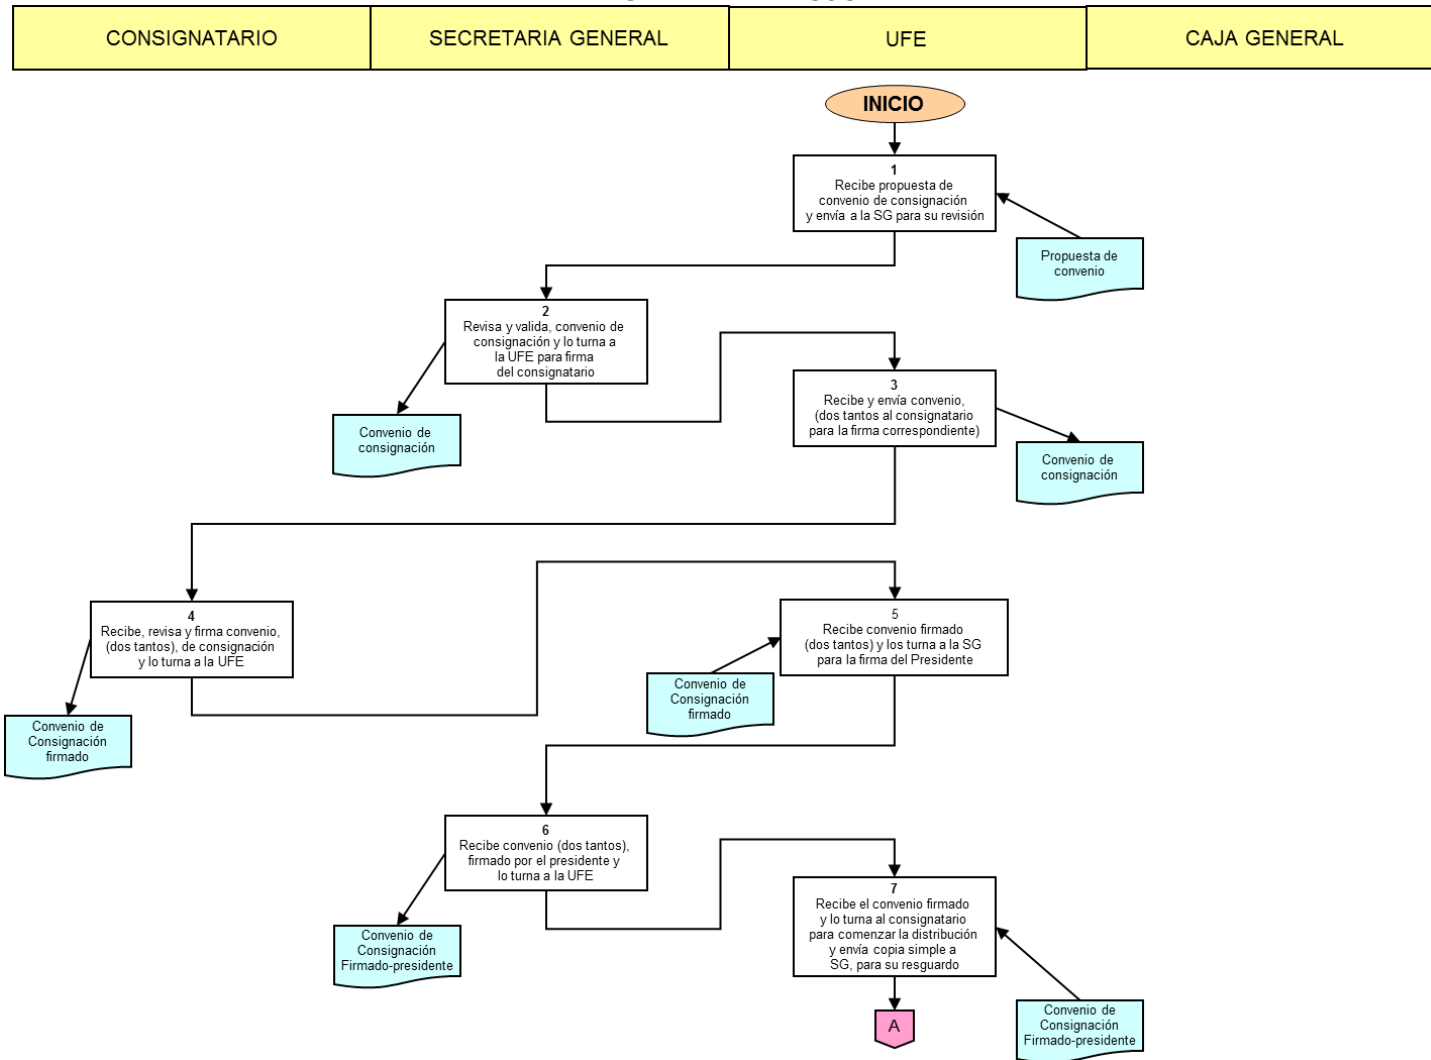 CONSIGNATARIO
SECRETARIA GENERAL
UFE
CAJA GENERAL
INICIO
1
Recibe propuesta de
convenio de consignación
y envía a la SG para su revisión
Propuesta de
convenio
2
Revisa y valida, convenio de
consignación y lo turna a
la UFE para firma
del consignatario
Convenio de
consignación
3
Recibe y envía convenio,
(dos tantos al consignatario
para la firma correspondiente)
Convenio de
consignación
4
Recibe, revisa y firma convenio,
(dos tantos), de consignación
y lo turna a la UFE
Convenio de
Consignación
firmado
5
Recibe convenio firmado
(dos tantos) y los turna a la SG
para la firma del Presidente
Convenio de
Consignación
firmado
6
Recibe convenio (dos tantos),
firmado por el presidente y
lo turna a la UFE
Convenio de
Consignación
Firmado-presidente
7
Recibe el convenio firmado
y lo turna al consignatario
para comenzar la distribución
y envía copia simple a
SG, para su resguardo
Convenio de
Consignación
Firmado-presidente
A